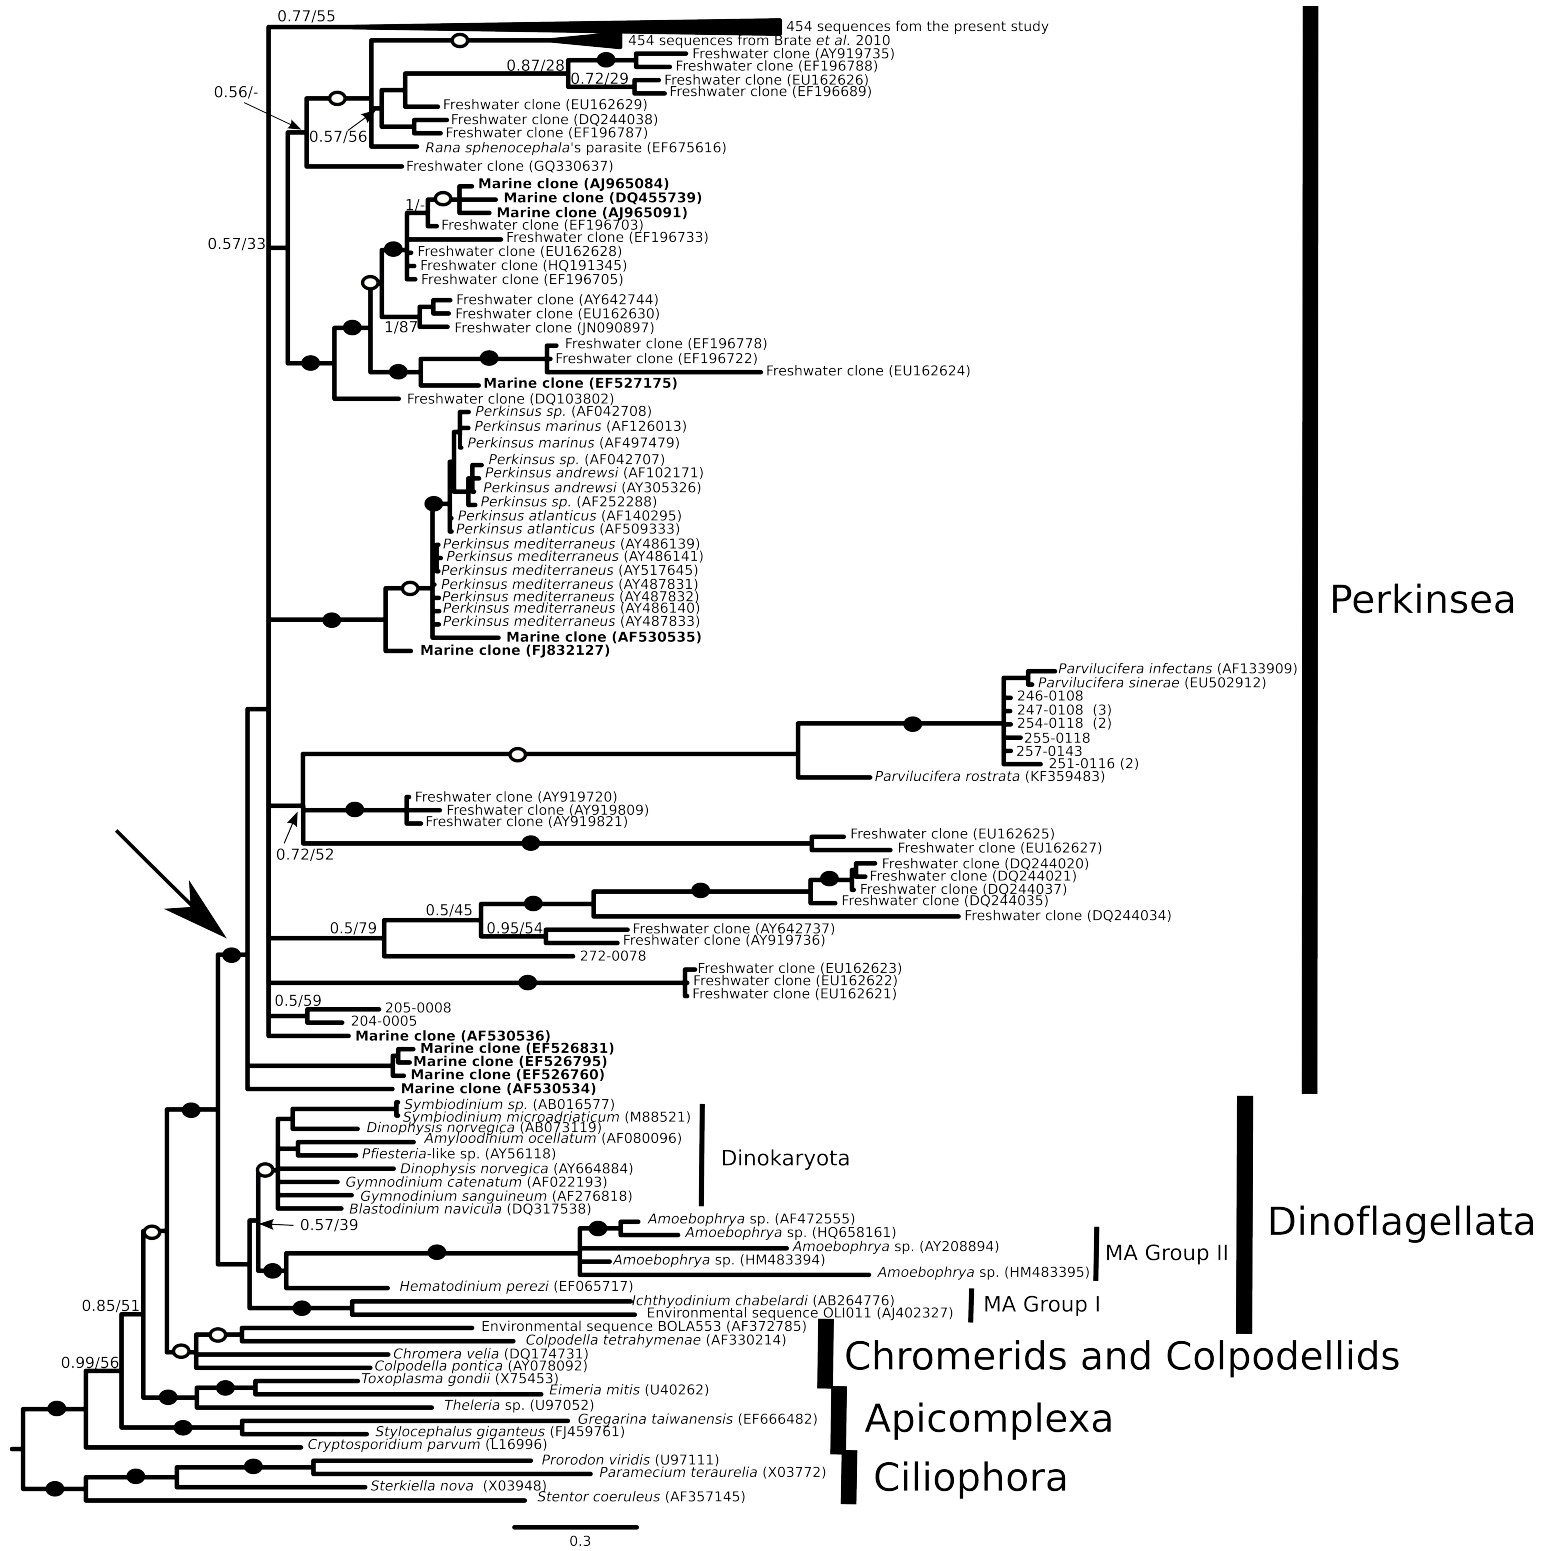 0.77/55
454 sequences fom the present study
454 sequences from Brate et al. 2010
Freshwater clone (AY919735)
0.87/28
Freshwater clone (EF196788)
0.72/29
Freshwater clone (EU162626)
0.56/-
Freshwater clone (EF196689)
Freshwater clone (EU162629)
Freshwater clone (DQ244038)
0.57/56
Freshwater clone (EF196787)
Rana sphenocephala's parasite (EF675616)
Freshwater clone (GQ330637)
Marine clone (AJ965084)
Marine clone (DQ455739)
1/-
Marine clone (AJ965091)
Freshwater clone (EF196703)
Freshwater clone (EF196733)
0.57/33
Freshwater clone (EU162628)
Freshwater clone (HQ191345)
Freshwater clone (EF196705)
Freshwater clone (AY642744)
Freshwater clone (EU162630)
1/87
Freshwater clone (JN090897)
Freshwater clone (EF196778)
Freshwater clone (EF196722)
Freshwater clone (EU162624)
Marine clone (EF527175)
Freshwater clone (DQ103802)
Perkinsus sp. (AF042708)
Perkinsus marinus (AF126013)
Perkinsus marinus (AF497479)
Perkinsus sp. (AF042707)
Perkinsus andrewsi (AF102171)
Perkinsus andrewsi (AY305326)
Perkinsus sp. (AF252288)
Perkinsus atlanticus (AF140295)
Perkinsus atlanticus (AF509333)
Perkinsus mediterraneus (AY486139)
Perkinsus mediterraneus (AY486141)
Perkinsus mediterraneus (AY517645)
Perkinsus mediterraneus (AY487831)
Perkinsus mediterraneus (AY487832)
Perkinsus mediterraneus (AY486140)
Perkinsus mediterraneus (AY487833)
Perkinsea
Marine clone (AF530535)
Marine clone (FJ832127)
Parvilucifera infectans (AF133909)
Parvilucifera sinerae (EU502912)
246-0108
247-0108 (3)
254-0118 (2)
255-0118
257-0143
251-0116 (2)
Parvilucifera rostrata (KF359483)
Freshwater clone (AY919720)
Freshwater clone (AY919809)
Freshwater clone (AY919821)
0.72/52
Freshwater clone (EU162625)
Freshwater clone (EU162627)
Freshwater clone (DQ244020)
Freshwater clone (DQ244021)
Freshwater clone (DQ244037)
Freshwater clone (DQ244035)
0.5/45
Freshwater clone (DQ244034)
0.5/79
0.95/54
Freshwater clone (AY642737)
Freshwater clone (AY919736)
272-0078
Freshwater clone (EU162623)
Freshwater clone (EU162622)
Freshwater clone (EU162621)
0.5/59
205-0008
204-0005
Marine clone (AF530536)
Marine clone (EF526831)
Marine clone (EF526795)
Marine clone (EF526760)
Marine clone (AF530534)
Symbiodinium sp. (AB016577)
Symbiodinium microadriaticum (M88521)
Dinophysis norvegica (AB073119)
Amyloodinium ocellatum (AF080096)
Pfiesteria-like sp. (AY56118)
Dinokaryota
Dinophysis norvegica (AY664884)
Gymnodinium catenatum (AF022193)
Gymnodinium sanguineum (AF276818)
Blastodinium navicula (DQ317538)
0.57/39
Dinoflagellata
Amoebophrya sp. (AF472555)
Amoebophrya sp. (HQ658161)
Amoebophrya sp. (AY208894)
MA Group II
Amoebophrya sp. (HM483394)
Amoebophrya sp. (HM483395)
Hematodinium perezi (EF065717)
Ichthyodinium chabelardi (AB264776)
MA Group I
0.85/51
Environmental sequence OLI011 (AJ402327)
Environmental sequence BOLA553 (AF372785)
Colpodella tetrahymenae (AF330214)
Chromera velia (DQ174731)
Chromerids and Colpodellids
0.99/56
Colpodella pontica (AY078092)
Toxoplasma gondii (X75453)
Eimeria mitis (U40262)
Theleria sp. (U97052)
Apicomplexa
Gregarina taiwanensis (EF666482)
Stylocephalus giganteus (FJ459761)
Cryptosporidium parvum (L16996)
Prorodon viridis (U97111)
Paramecium teraurelia (X03772)
Ciliophora
Sterkiella nova (X03948)
Stentor coeruleus (AF357145)
0.3